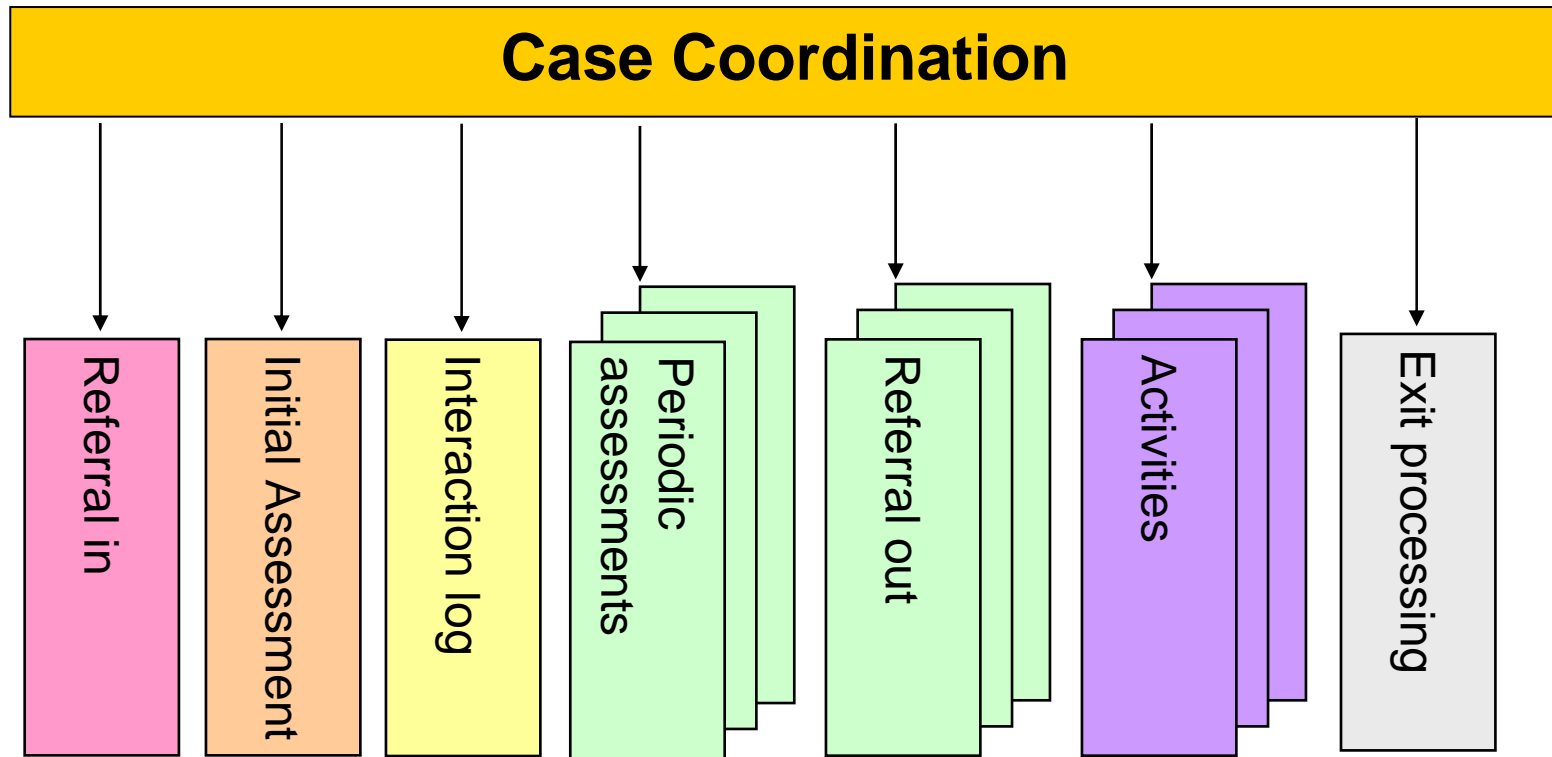 Case Coordination
Referral in
Initial Assessment
Interaction log
Periodic
assessments
Referral out
Activities
Exit processing